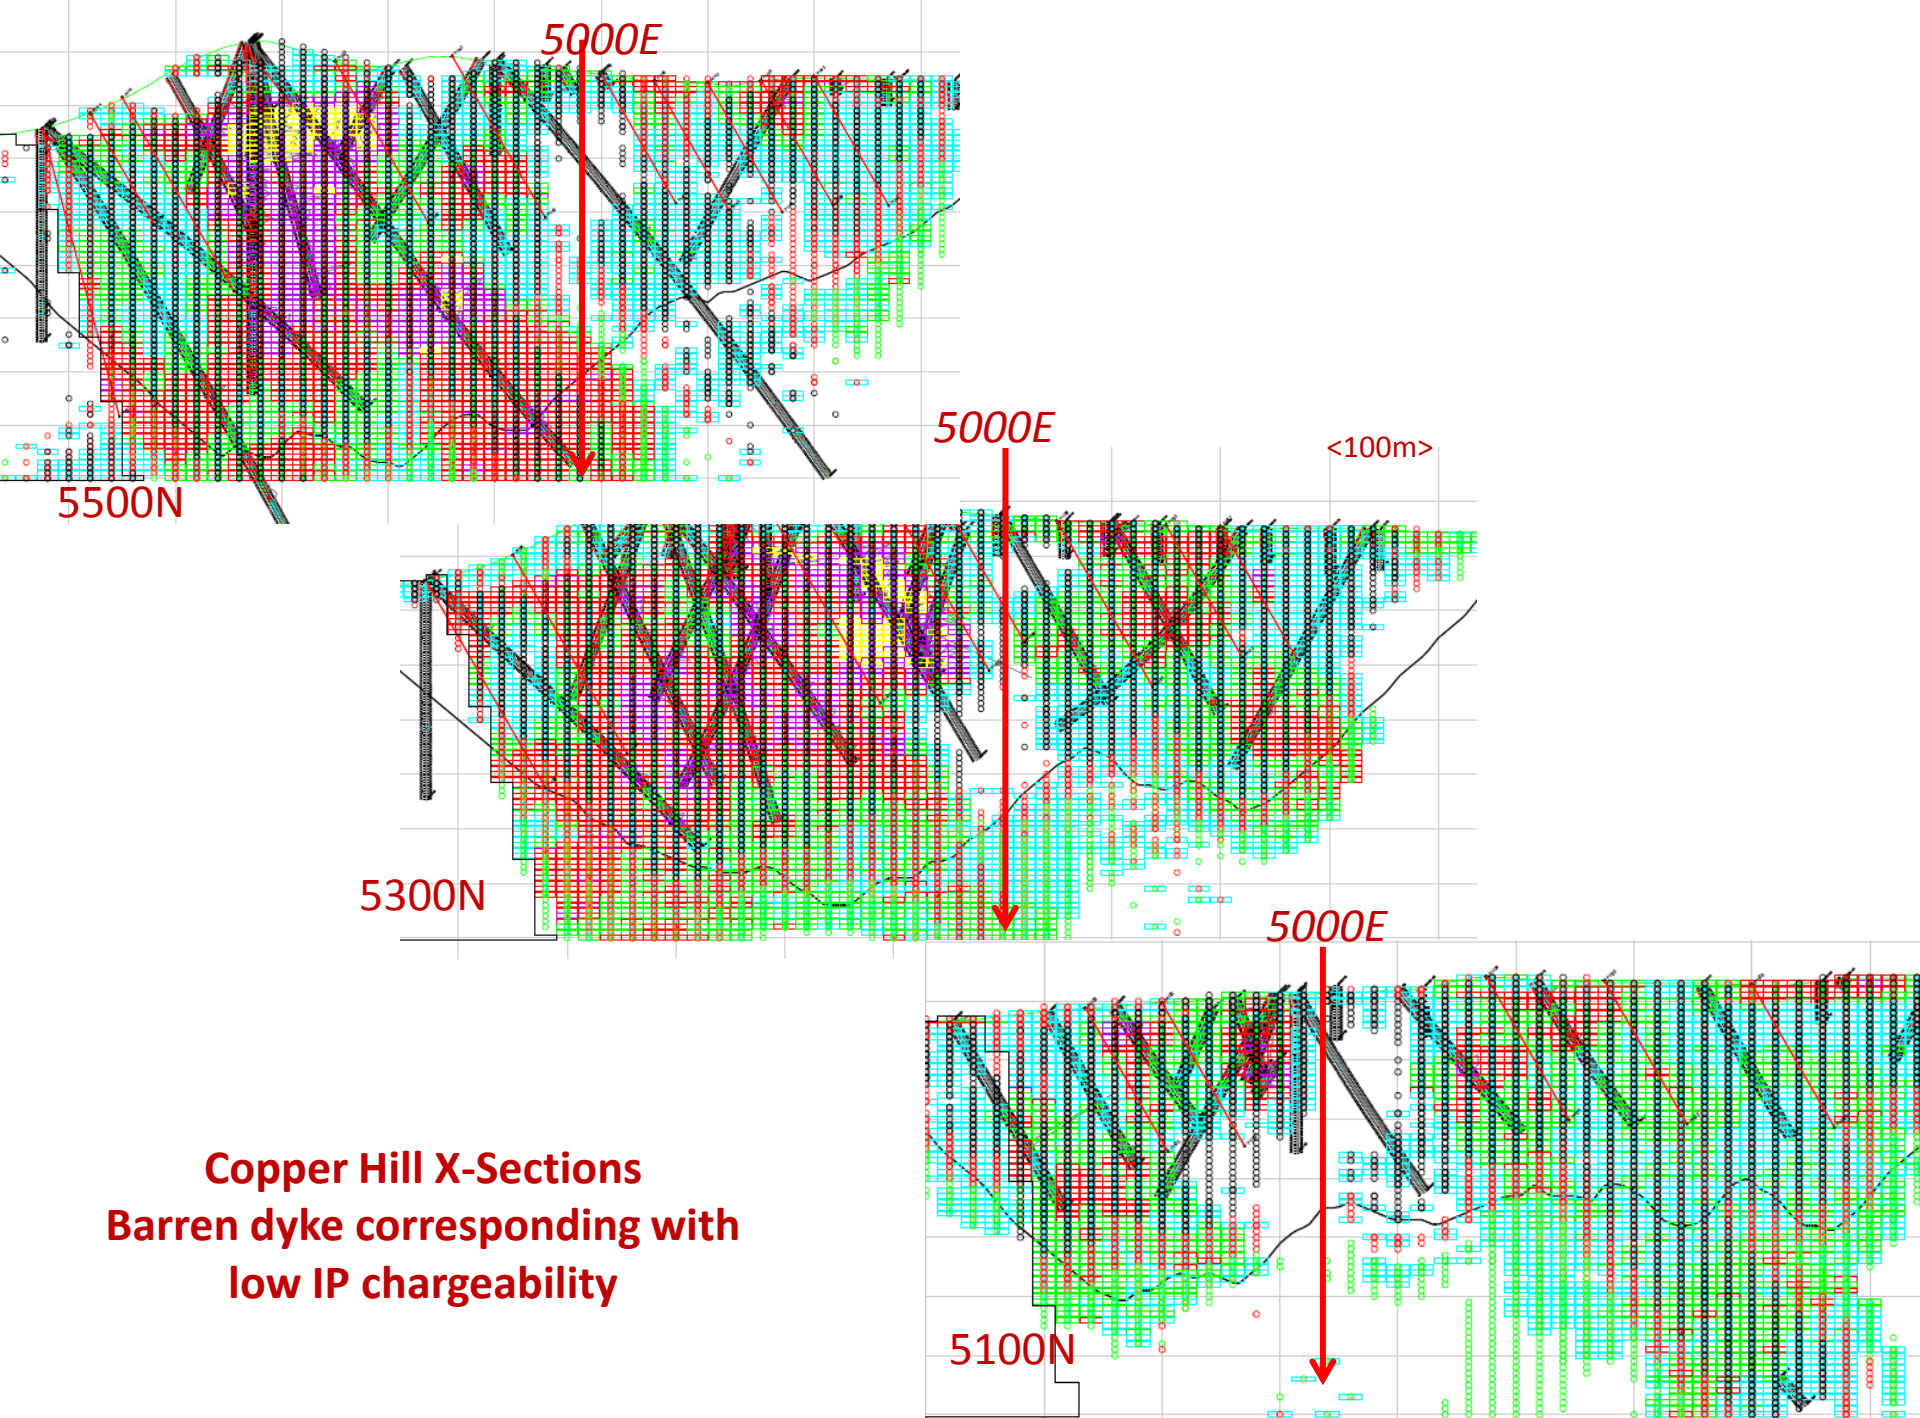 5000E
5500N
5000E
<100m>
5300N
5000E
5100N
Copper Hill X-Sections
Barren dyke corresponding with
low IP chargeability